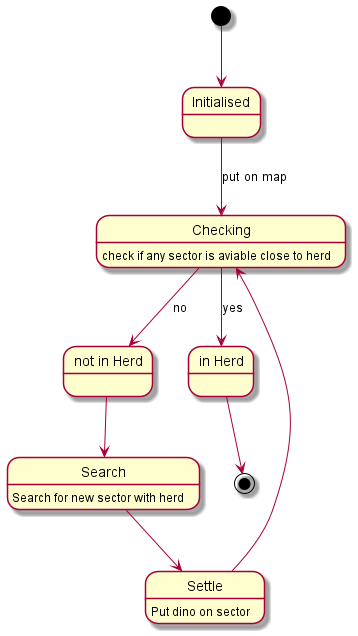 Initialised
put on map
Checking
check if any sector is aviable close to herd
no
yes
not in Herd
in Herd
Search
Search for new sector with herd
Settle
Put dino on sector